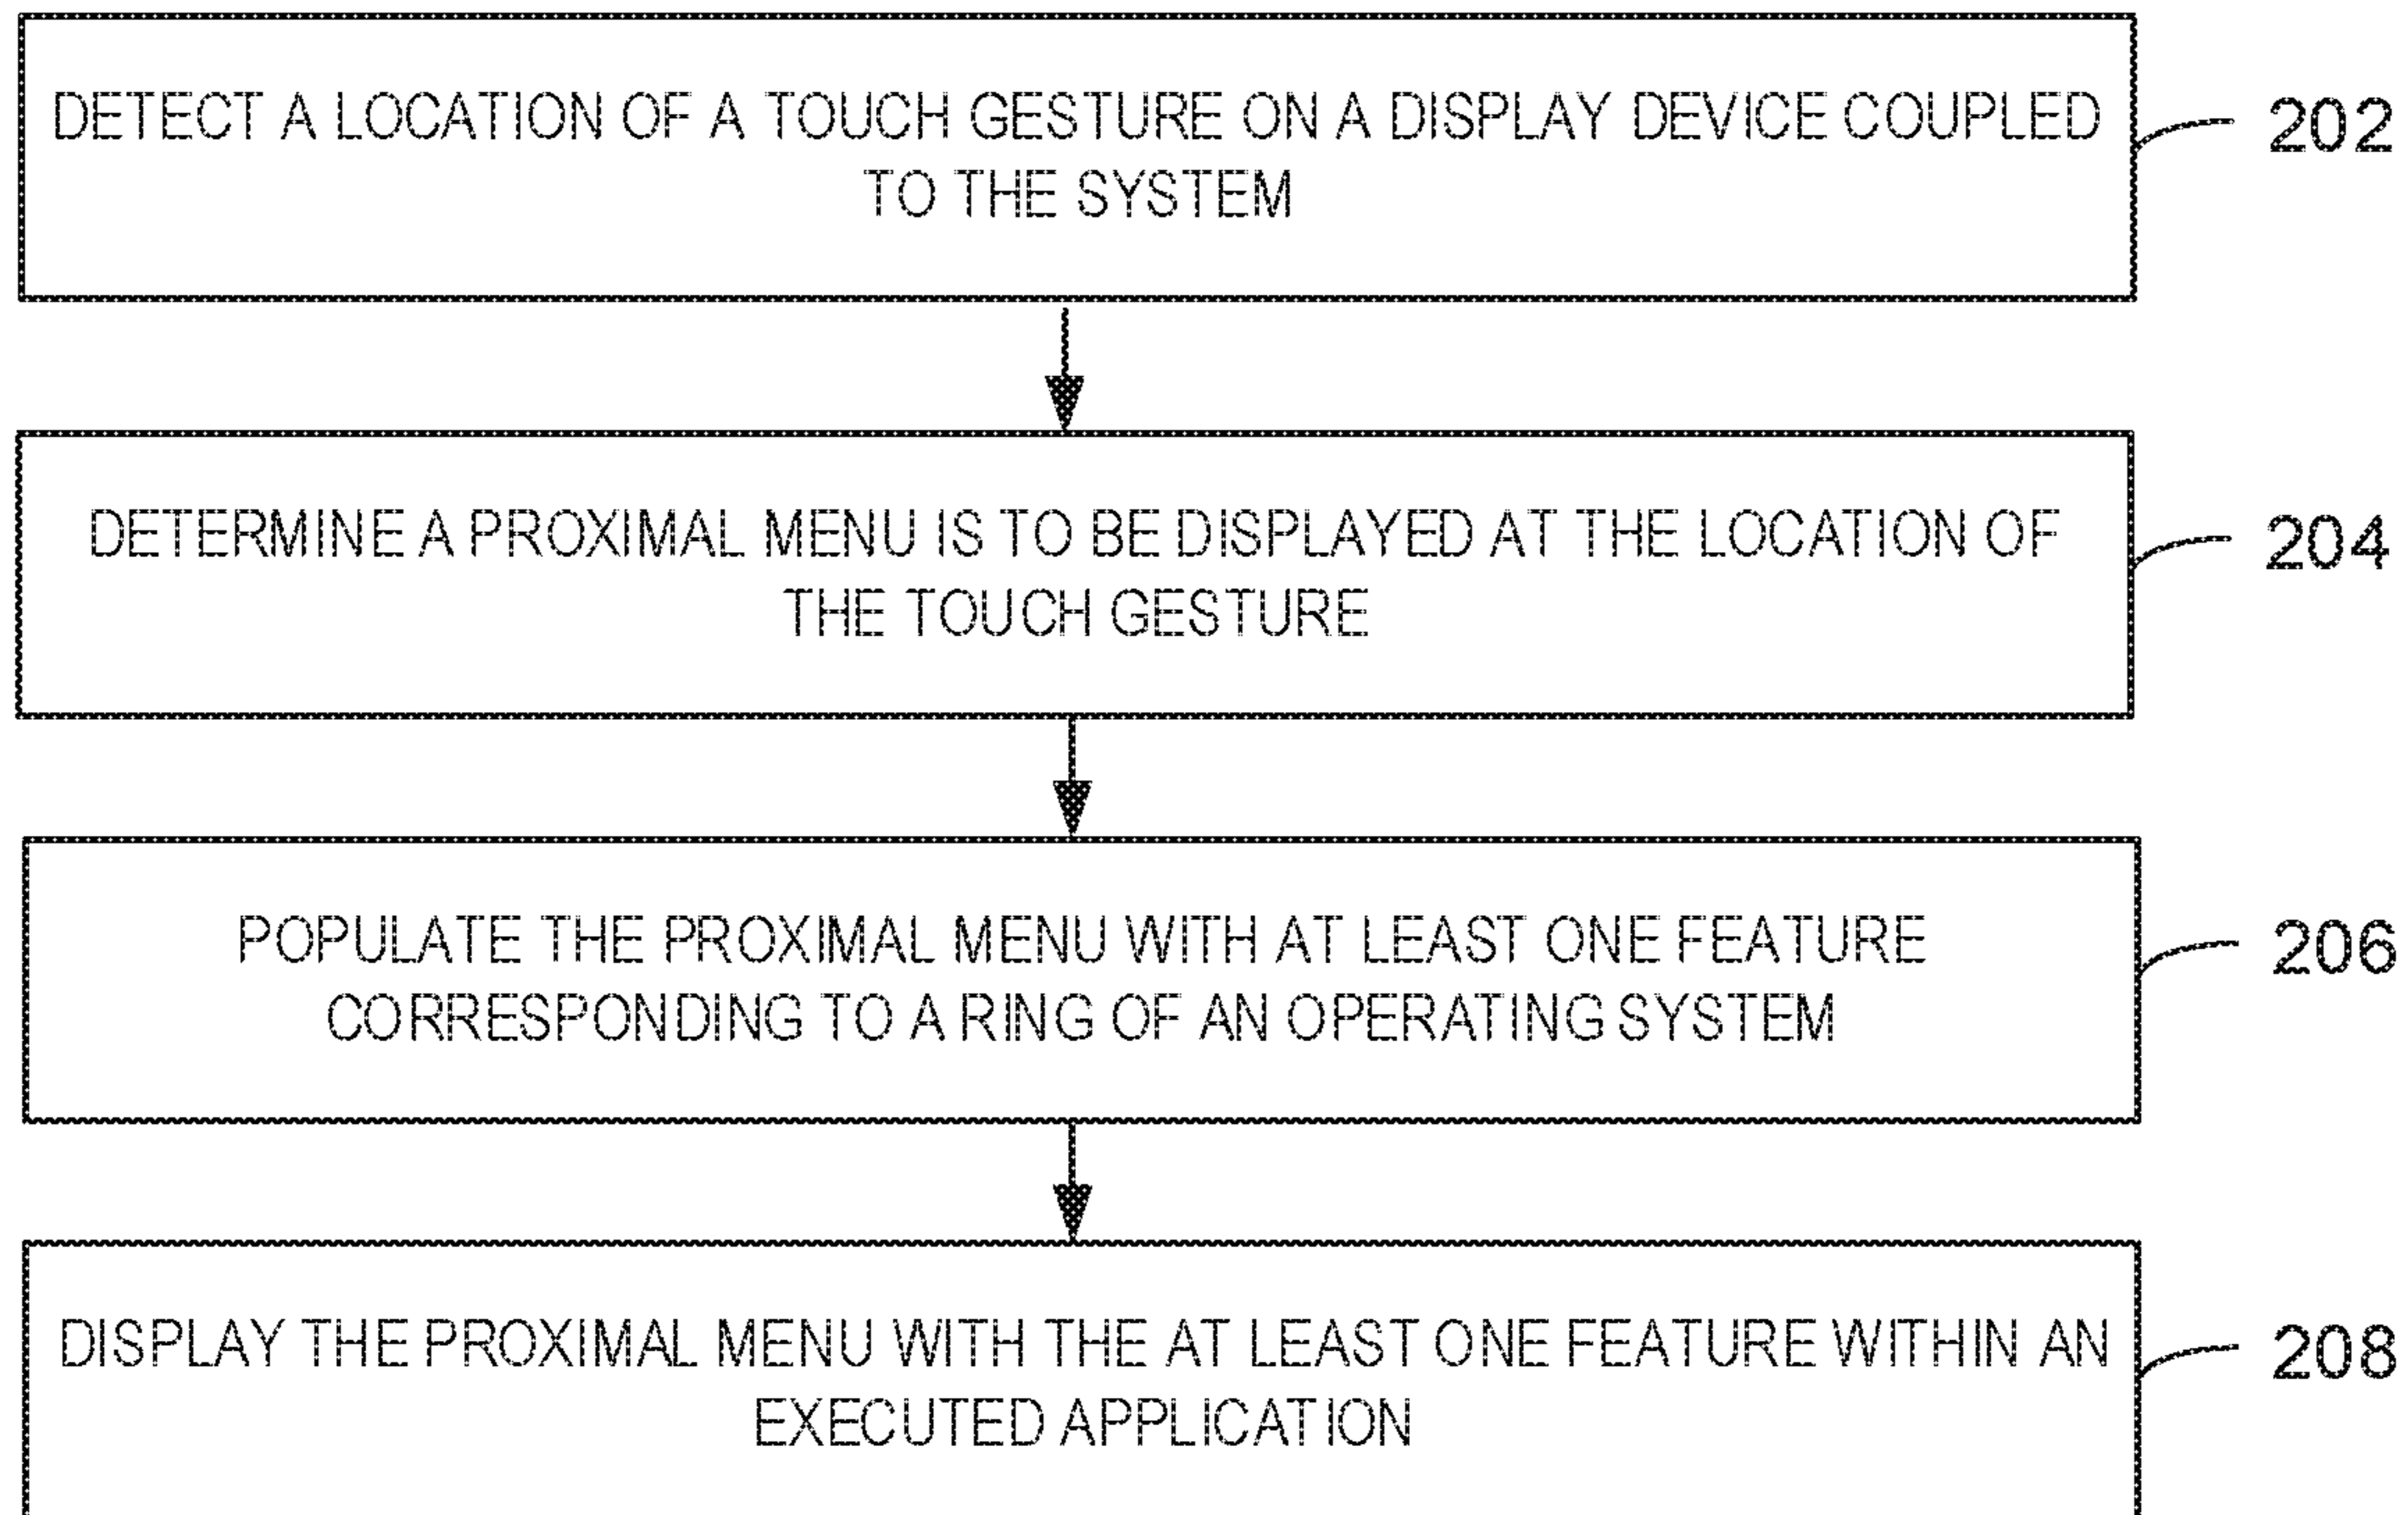 DETECT A LOCATION OF A TOUCH GESTURE ON A DISPLAY DEVICE COUPLED
TO THE SYSTEM
202
DETERMINE A PROXIMAL MENU IS TO BE DISPLAYED AT THE LOCATION OF
THE TOUCH GESTURE
204
POPULATE THE PROXIMAL MENU WITH AT LEAST ONE FEATURE
CORRESPONDING TO A RING OF AN OPERATING SYSTEM
206
DISPLAY THE PROXIMAL MENU WITH THE AT LEAST ONE FEATURE WITHIN AN
EXECUTED APPLICATION
208